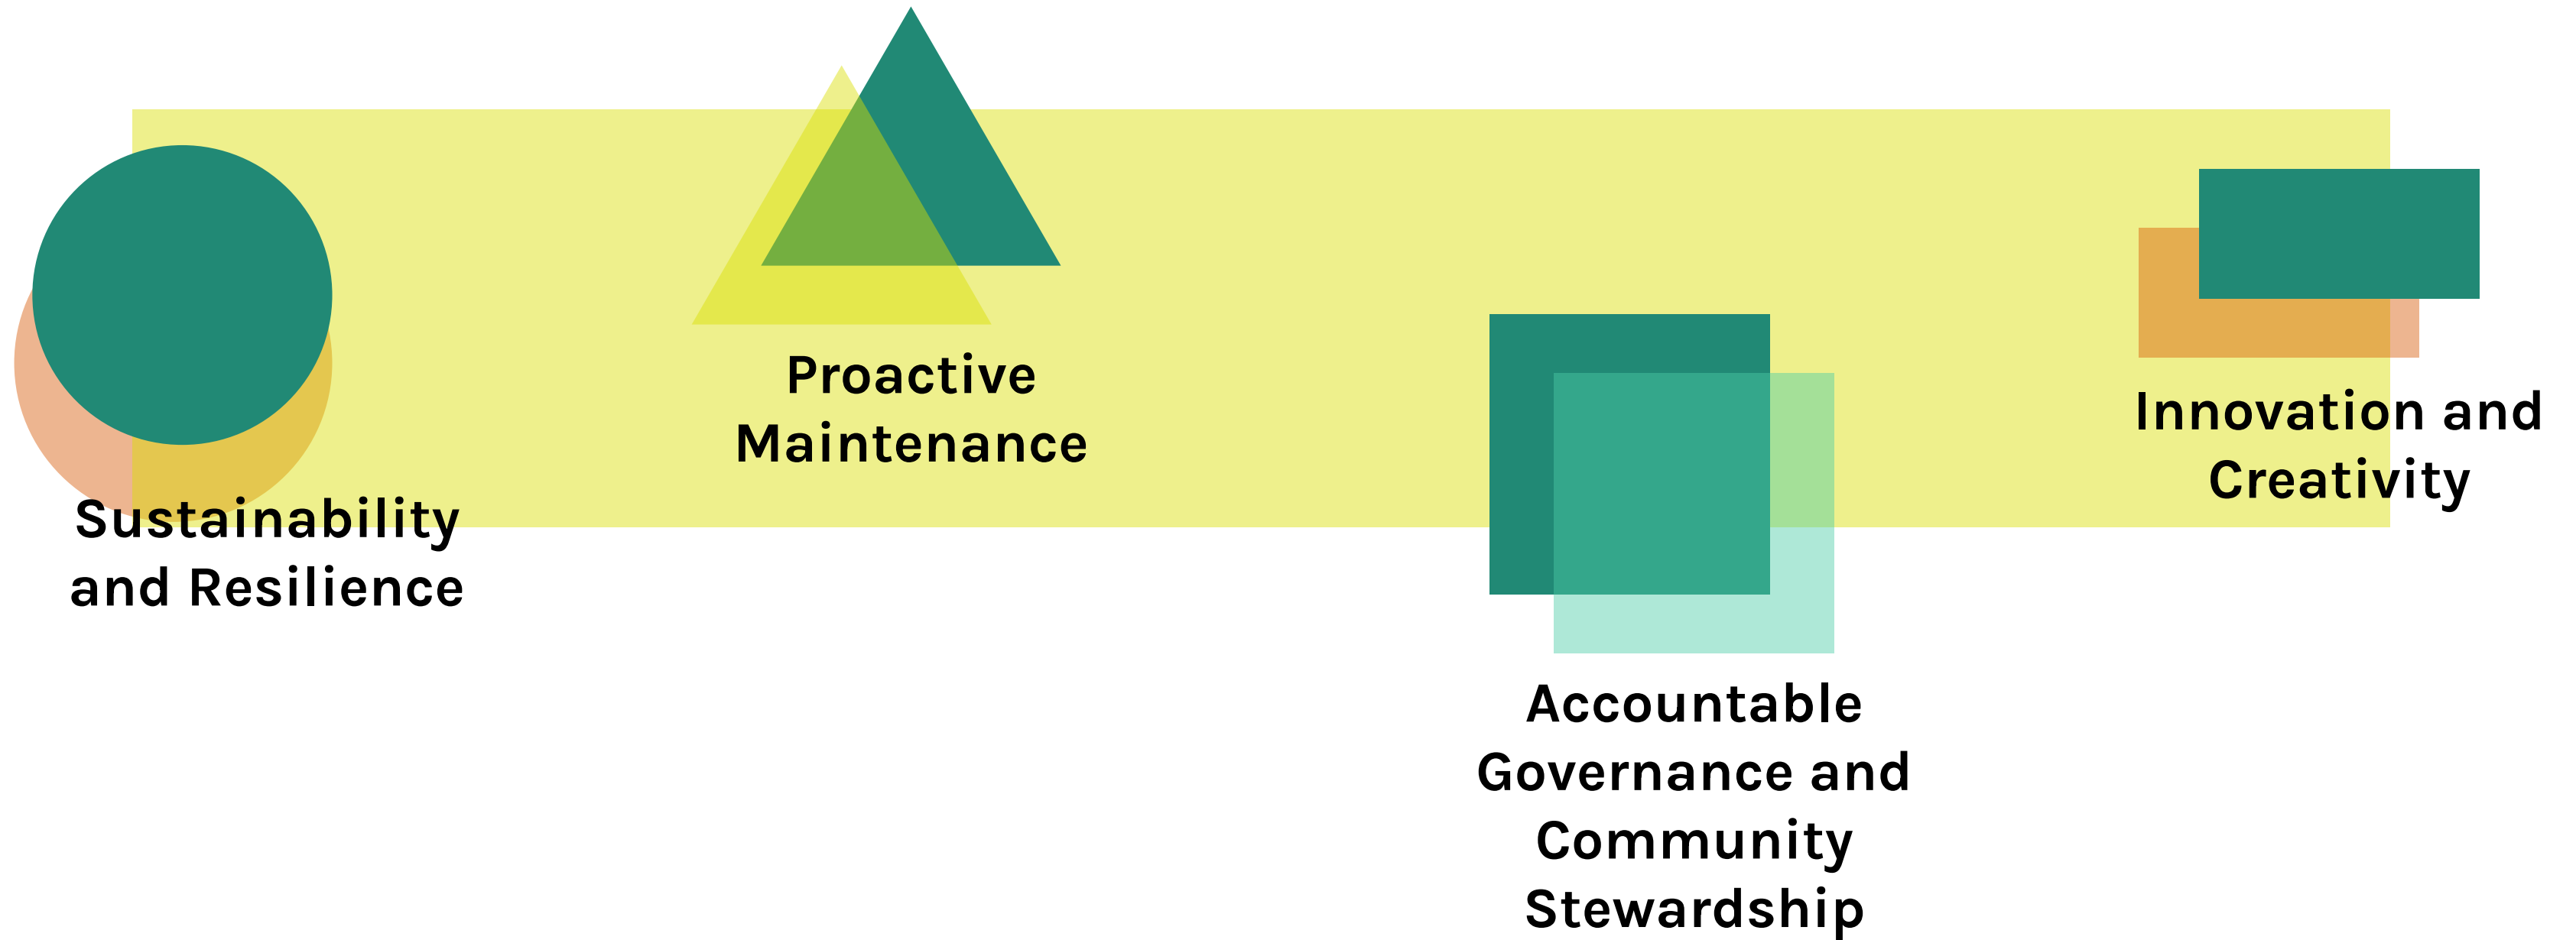 Sustainability
and Resilience
Proactive
Maintenance
Accountable
Governance and
Community
Stewardship
Innovation and
Creativity